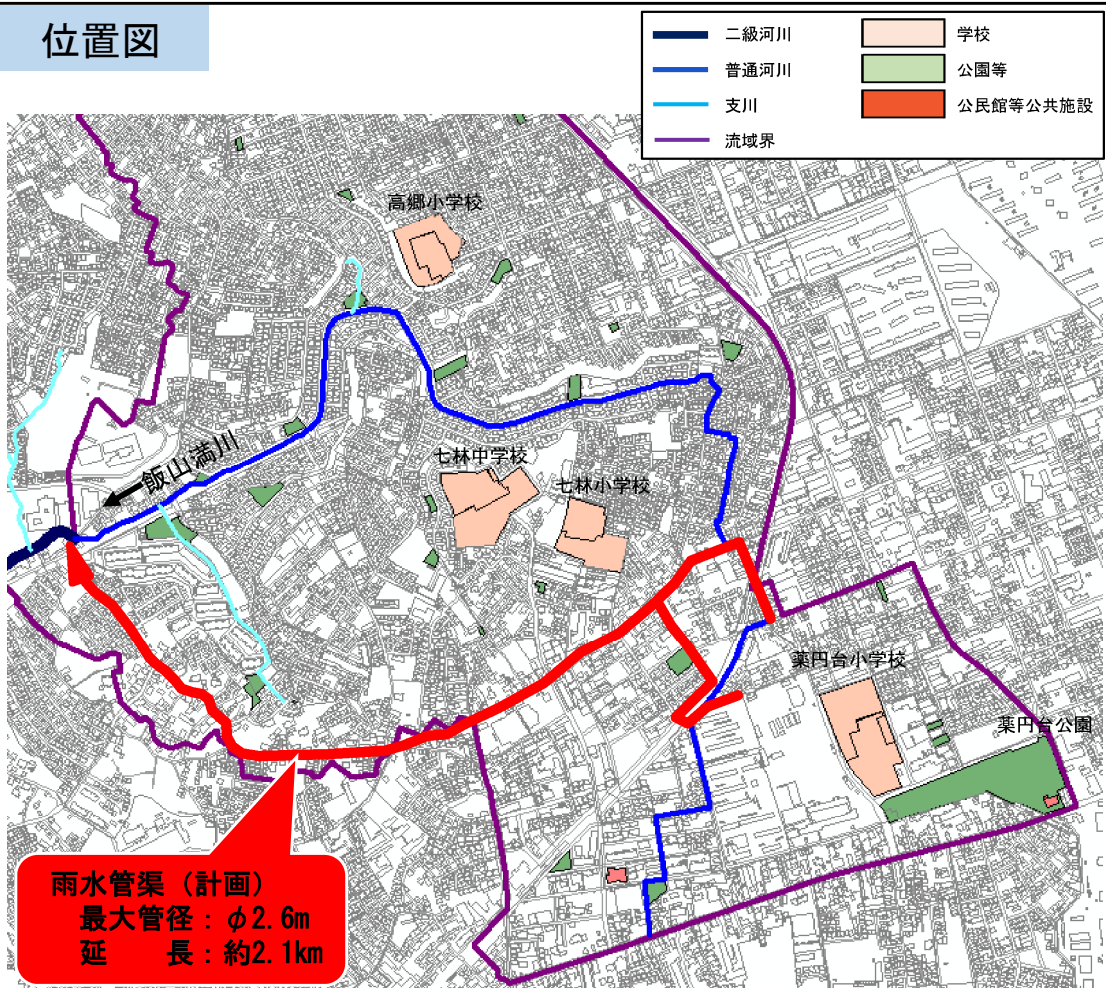 位置図
二級河川
普通河川
支川
流域界
学校
公園等
公民館等公共施設
高郷小学校
七林中学校
七林小学校
飯山満川
薬円台小学校
薬円台公園
雨水管渠（計画）
最大管径：φ2.6m
延　　長：約2.1km